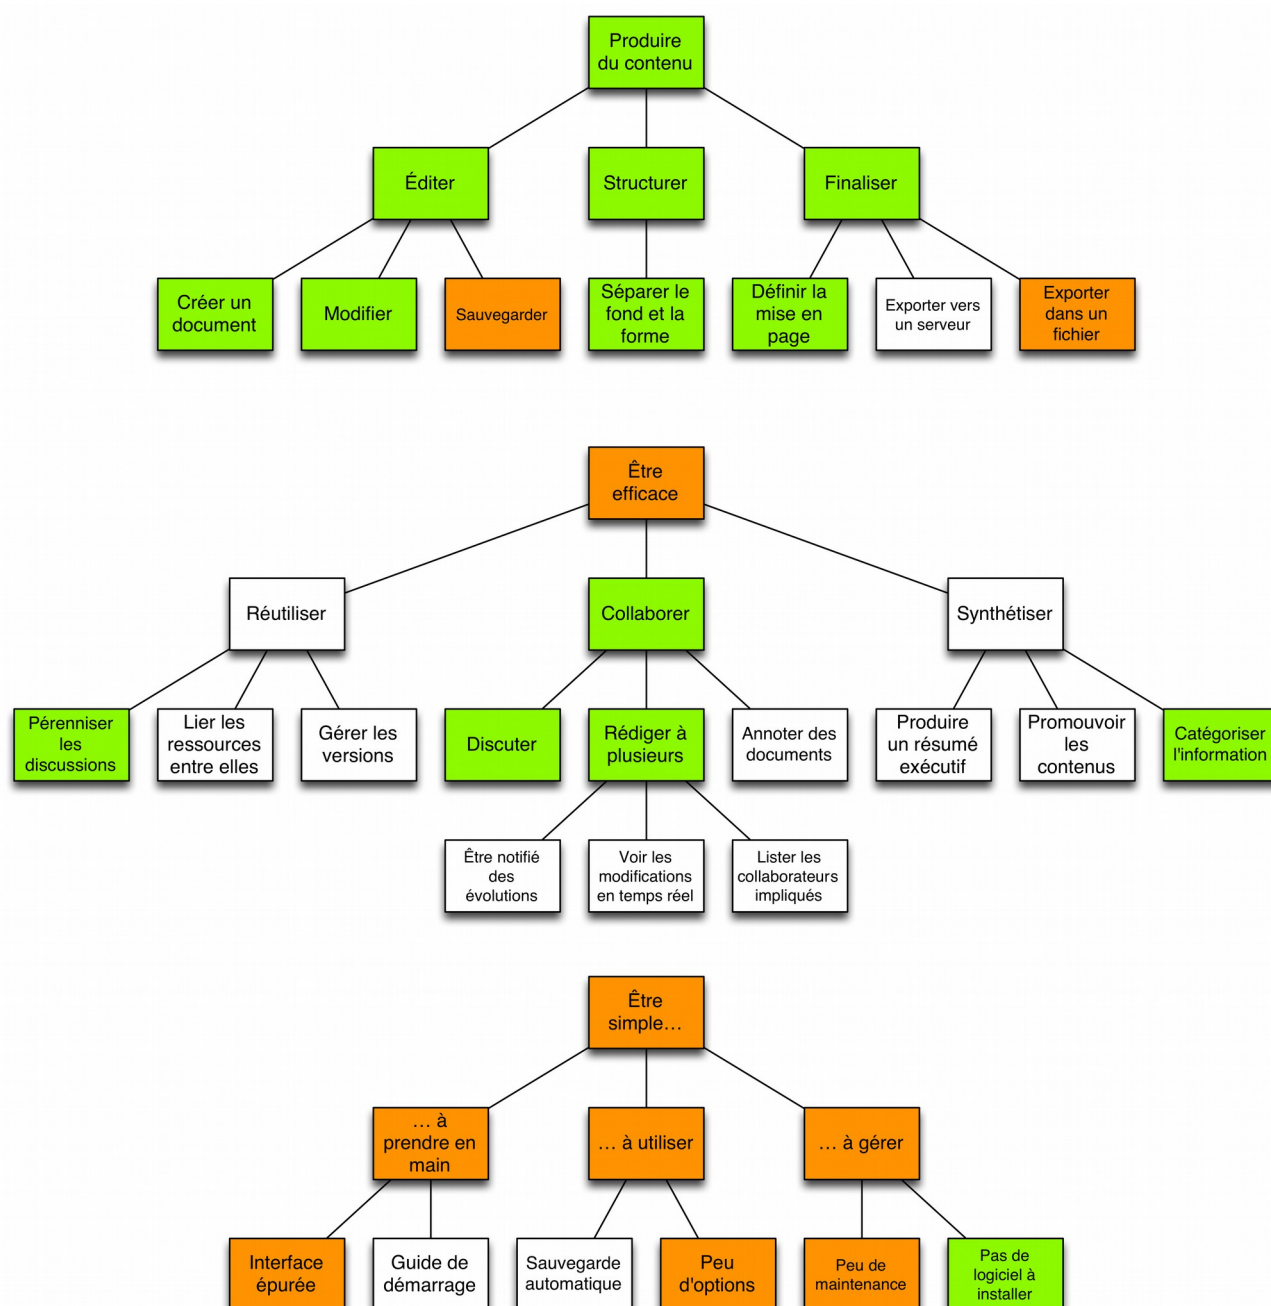 Produire
du contenu
Éditer
Structurer
Finaliser
Créer un
document
Modifier
Sauvegarder
Séparer le
fond et la
forme
Définir la
mise en
page
Exporter vers
un serveur
Exporter
dans un
fichier
Être
efficace
Réutiliser
Collaborer
Synthétiser
Pérenniser
les
discussions
Lier les
ressources
entre elles
Gérer les
versions
Discuter
Rédiger à
plusieurs
Annoter des
documents
Produire
un résumé
exécutif
Promouvoir
les
contenus
Catégoriser
l'information
Être notifié
des
évolutions
Voir les
modifications
en temps réel
Lister les
collaborateurs
impliqués
Être
simple…
… à
prendre en
main
… à utiliser
… à gérer
Interface
épurée
Guide de
démarrage
Sauvegarde
automatique
Peu
d'options
Peu de
maintenance
Pas de
logiciel à
installer